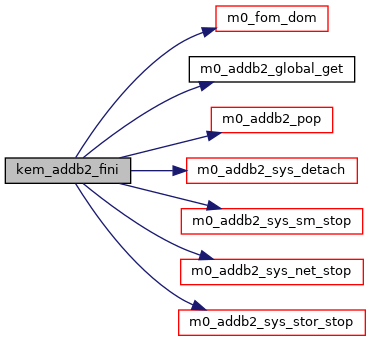 m0_fom_dom
m0_addb2_global_get
m0_addb2_pop
kem_addb2_fini
m0_addb2_sys_detach
m0_addb2_sys_sm_stop
m0_addb2_sys_net_stop
m0_addb2_sys_stor_stop